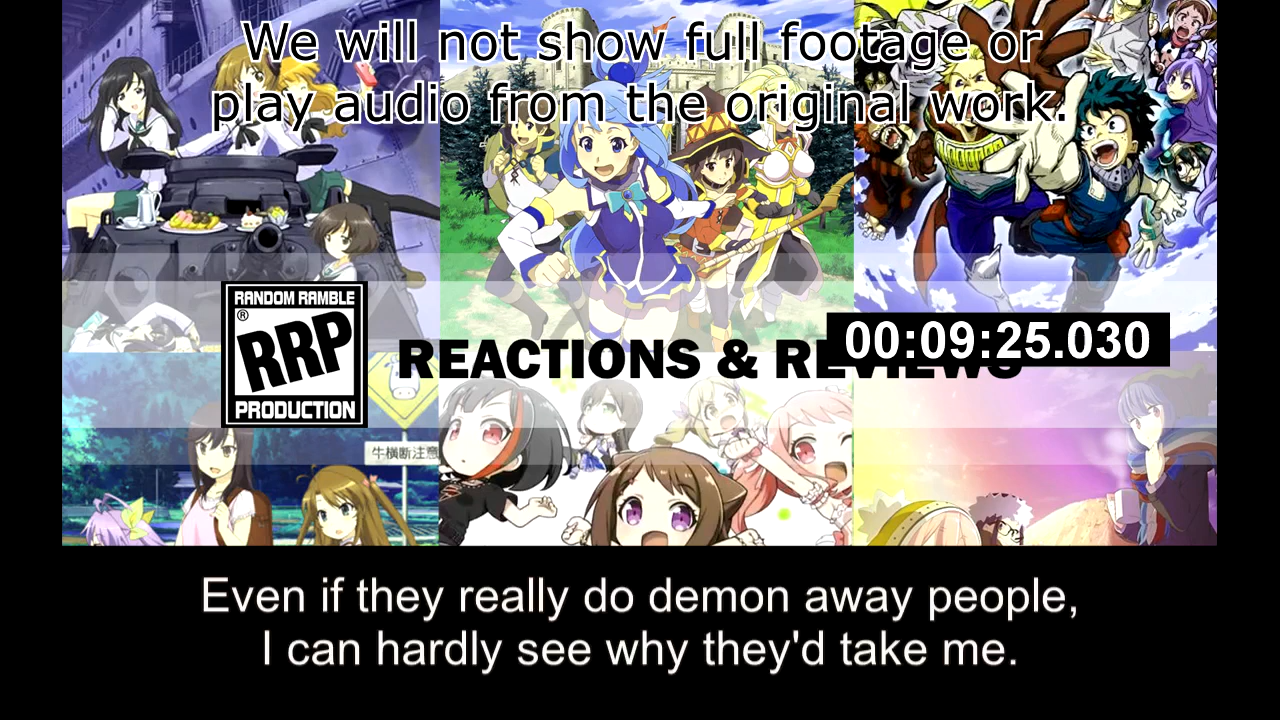 We will not show full footage or
play audio from the original work.
RANDOM RAMBLE
®
RRP
PRODUCTION
REACTIONS & REVIEWS
00:09:25.030
牛横断注意
Even if they really do demon away people,
I can hardly see why they'd take me.